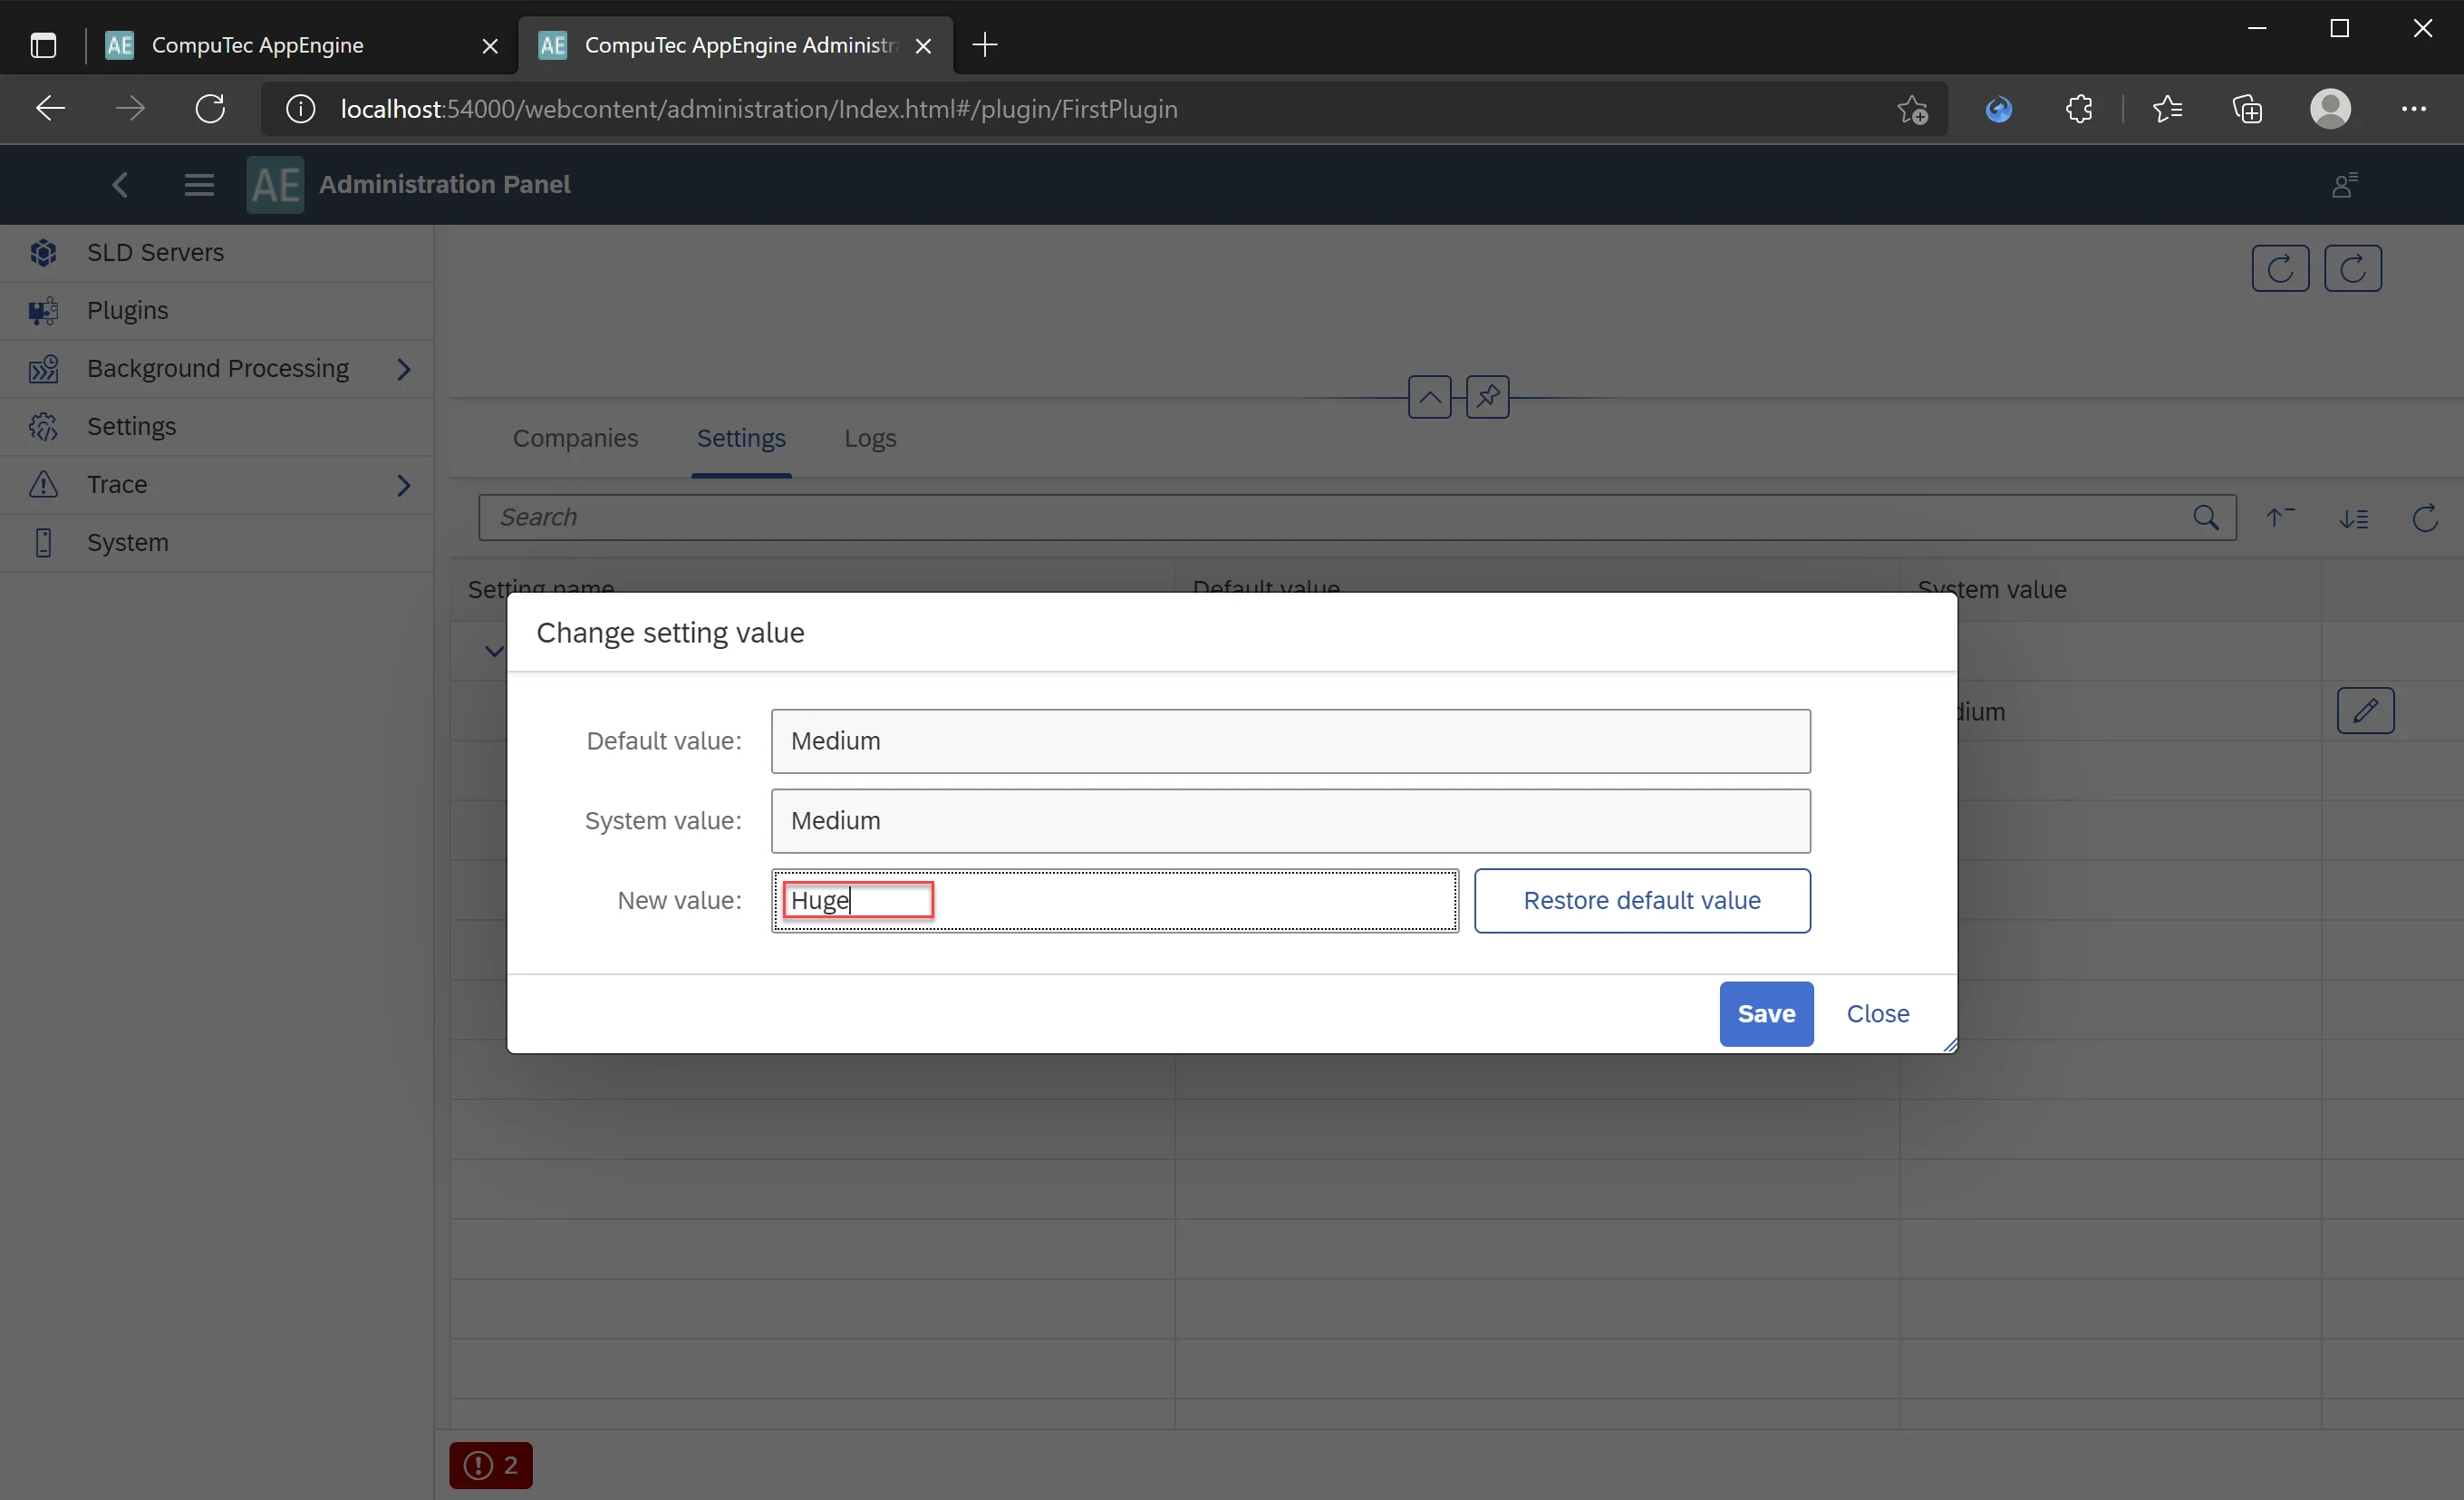 AE CompuTec AppEngine
AE CompuTec AppEngine Administr
localhost:54000/webcontent/administration/Index.html#/plugin/FirstPlugin
AE Administration Panel
SLD Servers
Plugins
Background Processing
Settings
Trace
System
Companies Settings Logs
Search
Setting name Default value System value
dium
Change setting value
Default value: Medium
System value: Medium
New value: Huge Restore default value
Save Close
2